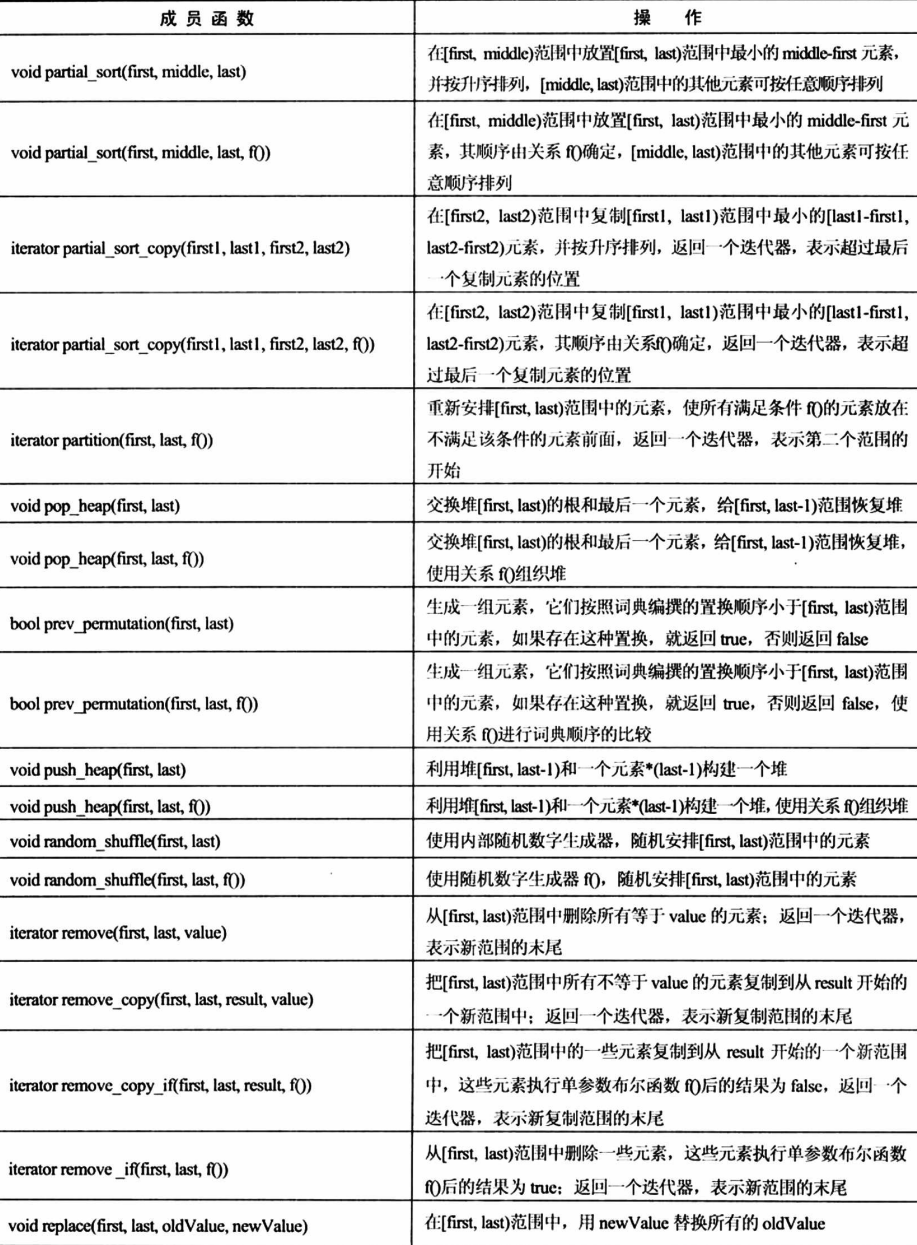 成员函数
操作
void partial_sort(first, middle, last)
在[first, middle)范围中放置[first, last)范围中最小的 middle-first 元素，
并按升序排列，[middle, last)范围中的其他元素可按任意顺序排列
void partial_sort(first, middle, last, f())
在[first, middle)范围中放置[first, last)范围中最小的 middle-first 元
素，其顺序由关系 f()确定，[middle, last)范围中的其他元素可按任
意顺序排列
iterator partial_sort_copy(first1, last1, first2, last2)
在[first2, last2)范围中复制[first1, last1)范围中最小的[last1-first1,
last2-first2)元素，并按升序排列，返回一个迭代器，表示超过最后
一个复制元素的位置
iterator partial_sort_copy(first1, last1, first2, last2, f())
在[first2, last2)范围中复制[first1, last1)范围中最小的[last1-first1,
last2-first2)元素，其顺序由关系f()确定，返回一个迭代器，表示超
过最后一个复制元素的位置
iterator partition(first, last, f())
重新安排[first, last)范围中的元素，使所有满足条件 f()的元素放在
不满足该条件的元素前面，返回一个迭代器，表示第二个范围的
开始
void pop_heap(first, last)
交换堆[first, last)的根和最后一个元素，给[first, last-1)范围恢复堆
void pop_heap(first, last, f())
交换堆[first, last)的根和最后一个元素，给[first, last-1)范围恢复堆，
使用关系 f()组织堆
bool prev_permutation(first, last)
生成一组元素，它们按照词典编撰的置换顺序小于[first, last)范围
中的元素，如果存在这种置换，就返回 true，否则返回 false
bool prev_permutation(first, last, f())
生成一组元素，它们按照词典编撰的置换顺序小于[first, last)范围
中的元素，如果存在这种置换，就返回 true，否则返回 false，使
用关系 f()进行词典顺序的比较
void push_heap(first, last)
利用堆[first, last-1)和一个元素*(last-1)构建一个堆
void push_heap(first, last, f())
利用堆[first, last-1)和一个元素*(last-1)构建一个堆，使用关系 f()组织堆
void random_shuffle(first, last)
使用内部随机数字生成器，随机安排[first, last)范围中的元素
void random_shuffle(first, last, f())
使用随机数字生成器 f()，随机安排[first, last)范围中的元素
iterator remove(first, last, value)
从[first, last)范围中删除所有等于 value 的元素；返回一个迭代器，
表示新范围的末尾
iterator remove_copy(first, last, result, value)
把[first, last)范围中所有不等于 value 的元素复制到从 result 开始的
一个新范围中；返回一个迭代器，表示新复制范围的末尾
iterator remove_copy_if(first, last, result, f())
把[first, last)范围中的一些元素复制到从 result 开始的一个新范围
中，这些元素执行单参数布尔函数 f()后的结果为 false，返回一个
迭代器，表示新复制范围的末尾
iterator remove _if(first, last, f())
从[first, last)范围中删除一些元素，这些元素执行单参数布尔函数
f()后的结果为 true；返回一个迭代器，表示新范围的末尾
void replace(first, last, oldValue, newValue)
在[first, last)范围中，用 newValue 替换所有的 oldValue